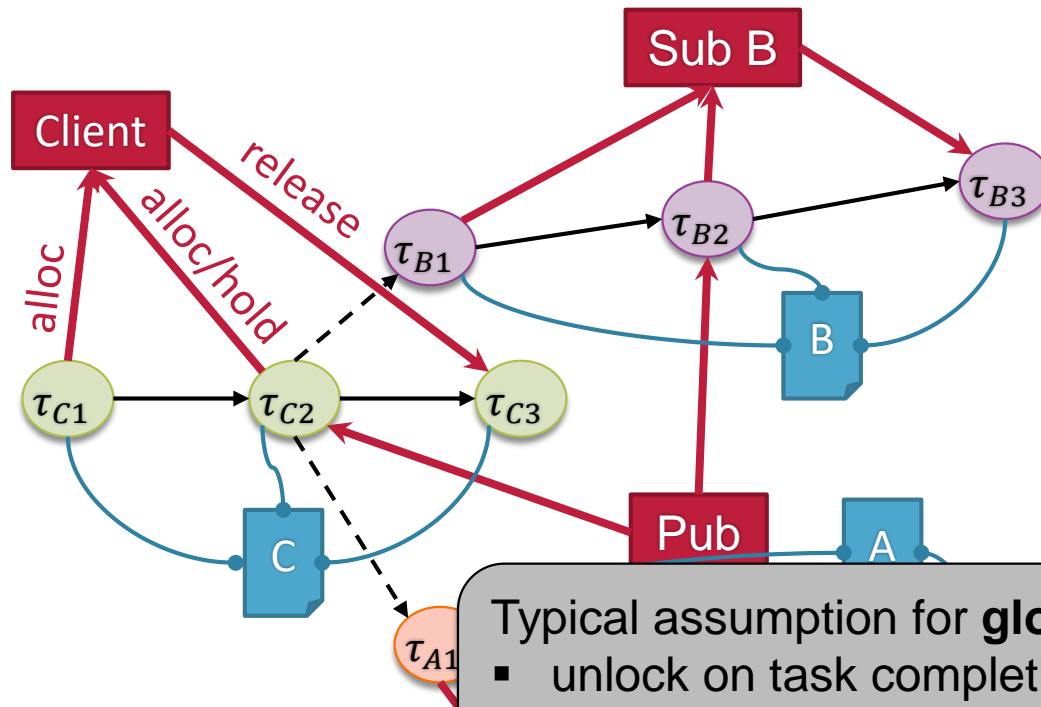 Sub B
Client
release
alloc/hold
alloc
τB3
τB2
τB1
B
τC1
τC2
τC3
Pub
A
C
Typical assumption for glo
τA1
▪ unlock on task complet